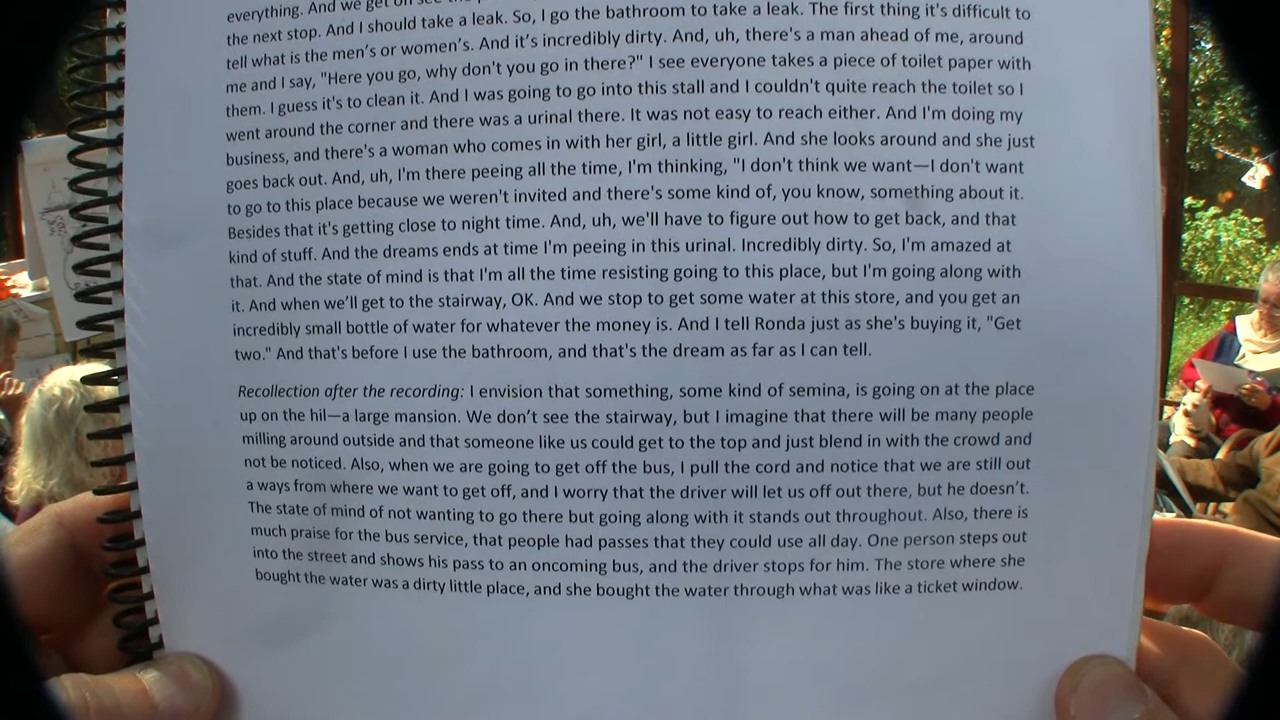 everything. And we get on see the
the next stop. And I should take a leak. So, I go the bathroom to take a leak. The first thing it's difficult to
tell what is the men’s or women’s. And it’s incredibly dirty. And, uh, there's a man ahead of me, around
me and I say, "Here you go, why don't you go in there?" I see everyone takes a piece of toilet paper with
them. I guess it's to clean it. And I was going to go into this stall and I couldn't quite reach the toilet so I
went around the corner and there was a urinal there. It was not easy to reach either. And I'm doing my
business, and there's a woman who comes in with her girl, a little girl. And she looks around and she just
goes back out. And, uh, I'm there peeing all the time, I'm thinking, "I don't think we want—I don't want
to go to this place because we weren't invited and there's some kind of, you know, something about it.
Besides that it's getting close to night time. And, uh, we'll have to figure out how to get back, and that
kind of stuff. And the dreams ends at time I'm peeing in this urinal. Incredibly dirty. So, I'm amazed at
that. And the state of mind is that I'm all the time resisting going to this place, but I'm going along with
it. And when we’ll get to the stairway, OK. And we stop to get some water at this store, and you get an
incredibly small bottle of water for whatever the money is. And I tell Ronda just as she's buying it, "Get
two." And that's before I use the bathroom, and that's the dream as far as I can tell.
Recollection after the recording: I envision that something, some kind of semina, is going on at the place
up on the hil—a large mansion. We don’t see the stairway, but I imagine that there will be many people
milling around outside and that someone like us could get to the top and just blend in with the crowd and
not be noticed. Also, when we are going to get off the bus, I pull the cord and notice that we are still out
a ways from where we want to get off, and I worry that the driver will let us off out there, but he doesn’t.
The state of mind of not wanting to go there but going along with it stands out throughout. Also, there is
much praise for the bus service, that people had passes that they could use all day. One person steps out
into the street and shows his pass to an oncoming bus, and the driver stops for him. The store where she
bought the water was a dirty little place, and she bought the water through what was like a ticket window.